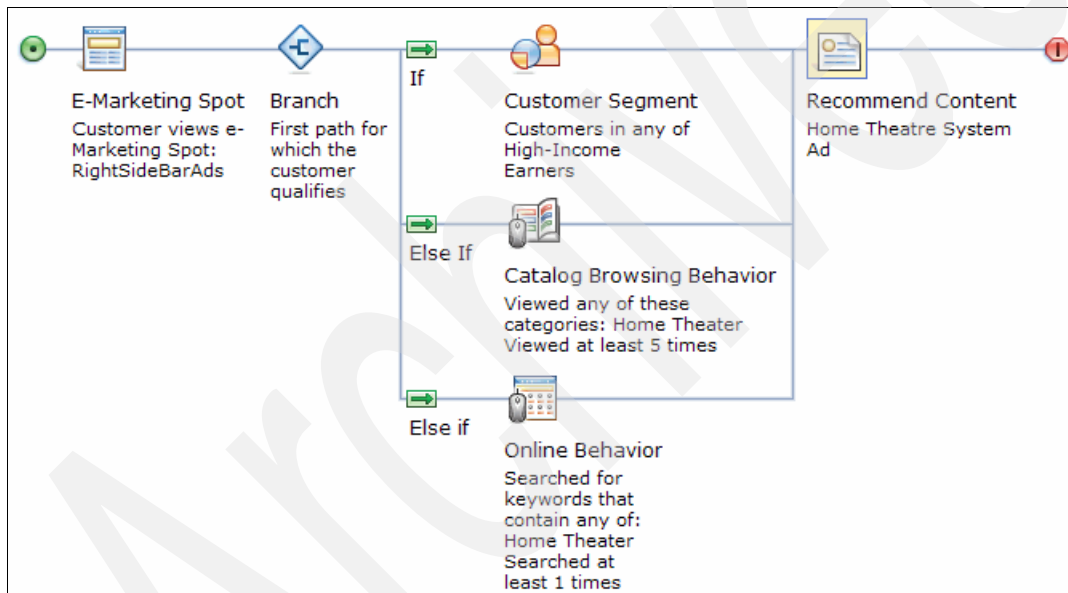 E-Marketing Spot
Customer views e-
Marketing Spot:
RightSideBarAds
Branch
First path for
which the
customer
qualifies
If
Customer Segment
Customers in any of
High-Income
Earners
Recommend Content
Home Theatre System
Ad
Else If
Catalog Browsing Behavior
Viewed any of these
categories: Home Theater
Viewed at least 5 times
Else if
Online Behavior
Searched for
keywords that
contain any of:
Home Theater
Searched at
least 1 times
Archive